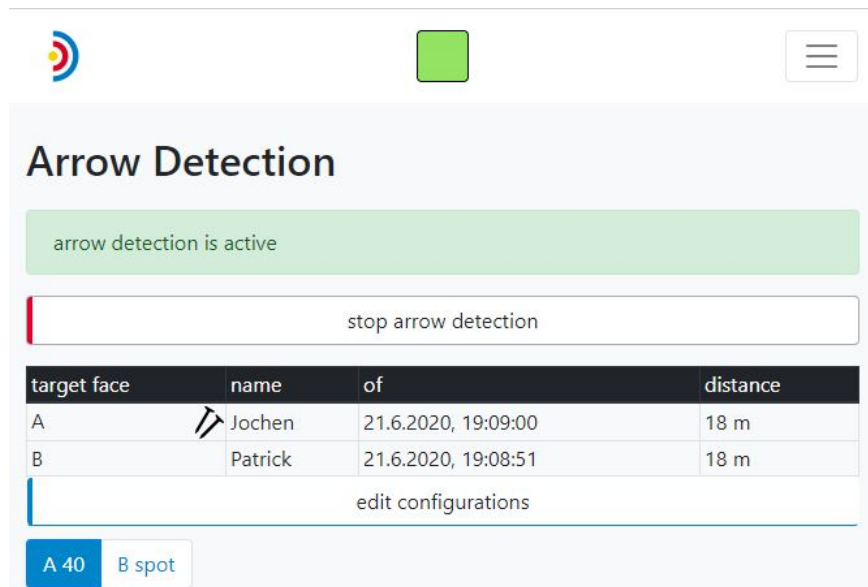 Arrow Detection
arrow detection is active
stop arrow detection
target face name of distance
A Jochen 21.6.2020, 19:09:00 18 m
B Patrick 21.6.2020, 19:08:51 18 m
edit configurations
A 40 B spot